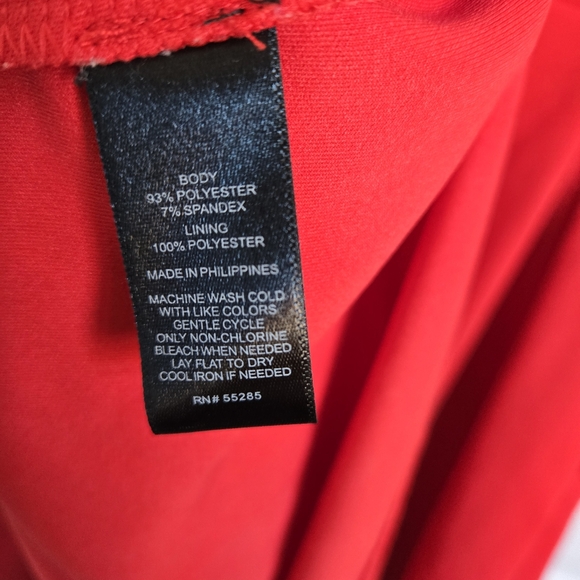 BODY
93% POLYESTER
7% SPANDEX
LINING
100% POLYESTER
MADE IN PHILIPPINES
MACHINE WASH COLD
WITH LIKE COLORS
GENTLE CYCLE
ONLY NON-CHLORINE
BLEACH WHEN NEEDED
LAY FLAT TO DRY
COOL IRON IF NEEDED
RN# 55285